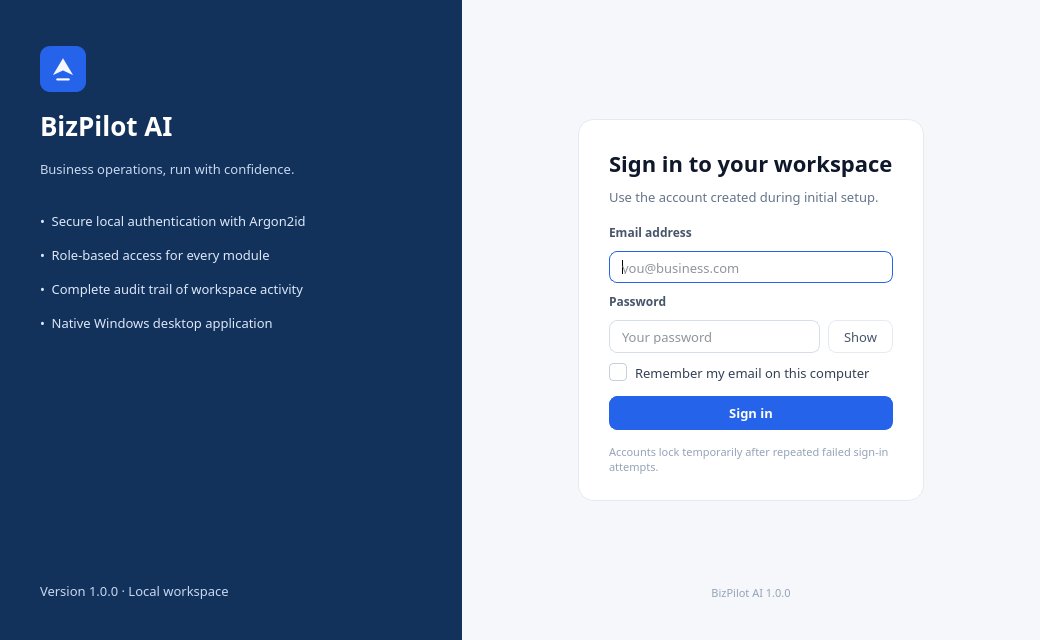 BizPilot AI
Business operations, run with confidence.
• Secure local authentication with Argon2id
• Role-based access for every module
• Complete audit trail of workspace activity
• Native Windows desktop application
Version 1.0.0 · Local workspace
Sign in to your workspace
Use the account created during initial setup.
Email address
you@business.com
Password
Your password
Show
Remember my email on this computer
Sign in
Accounts lock temporarily after repeated failed sign-in
attempts.
BizPilot AI 1.0.0